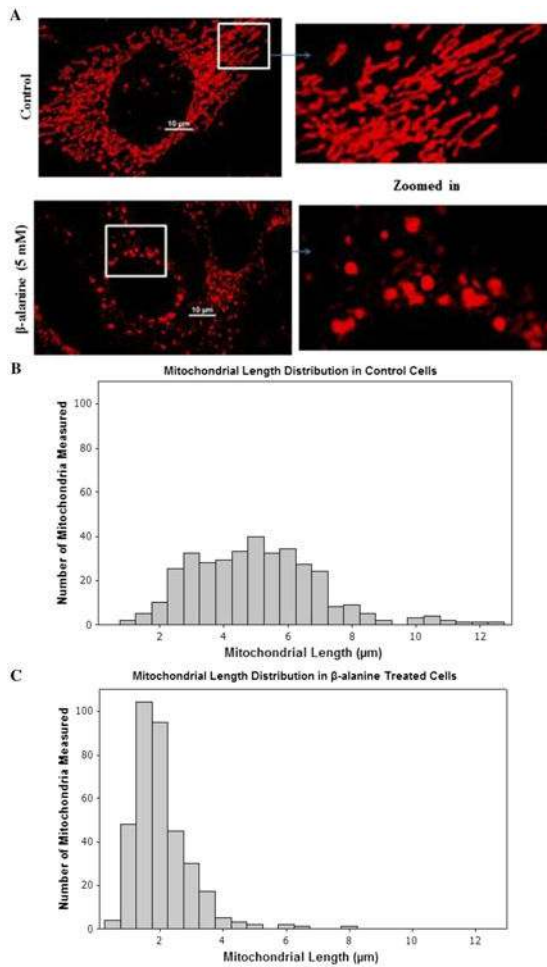 A
Control
10 µm
Zoomed in
β-alanine (5 mM)
10 µm
B
Mitochondrial Length Distribution in Control Cells
Number of Mitochondria Measured
100
80
60
40
20
0
2 4 6 8 10 12
Mitochondrial Length (µm)
C
Mitochondrial Length Distribution in β-alanine Treated Cells
Number of Mitochondria Measured
100
80
60
40
20
0
2 4 6 8 10 12
Mitochondrial Length (µm)